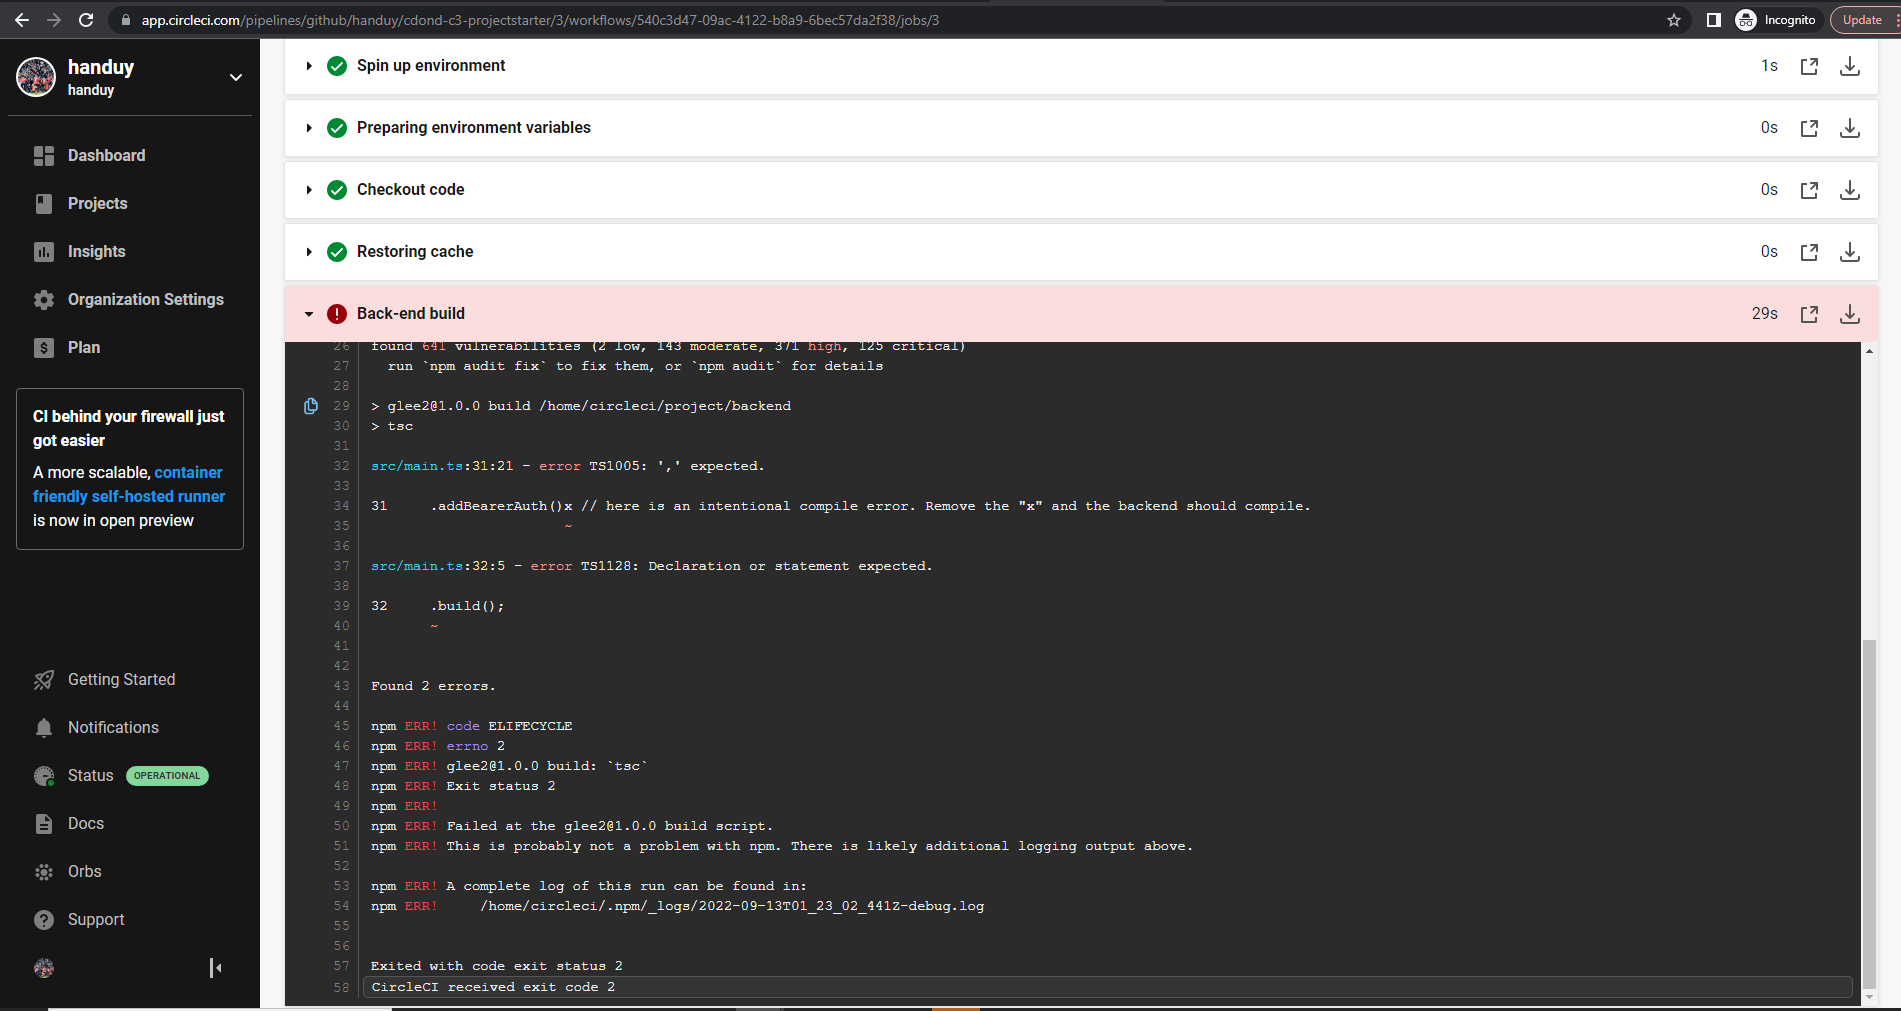 app.circleci.com/pipelines/github/handuy/cdond-c3-projectstarter/3/workflows/540c3d47-09ac-4122-b8a9-6bec57da2f38/jobs/3
Incognito
Update
handuy
handuy
Dashboard
Projects
Insights
Organization Settings
Plan
CI behind your firewall just
got easier
A more scalable, container
friendly self-hosted runner
is now in open preview
Getting Started
Notifications
Status OPERATIONAL
Docs
Orbs
Support
Spin up environment 1s
Preparing environment variables 0s
Checkout code 0s
Restoring cache 0s
Back-end build 29s
26 found 641 vulnerabilities (2 low, 143 moderate, 371 high, 125 critical)
27 run `npm audit fix` to fix them, or `npm audit` for details
28
29 > glee2@1.0.0 build /home/circleci/project/backend
30 > tsc
31
32 src/main.ts:31:21 - error TS1005: ',' expected.
33
34 31 .addBearerAuth()x // here is an intentional compile error. Remove the "x" and the backend should compile.
35 ~
36
37 src/main.ts:32:5 - error TS1128: Declaration or statement expected.
38
39 32 .build();
40 ~
41
42
43 Found 2 errors.
44
45 npm ERR! code ELIFECYCLE
46 npm ERR! errno 2
47 npm ERR! glee2@1.0.0 build: `tsc`
48 npm ERR! Exit status 2
49 npm ERR!
50 npm ERR! Failed at the glee2@1.0.0 build script.
51 npm ERR! This is probably not a problem with npm. There is likely additional logging output above.
52
53 npm ERR! A complete log of this run can be found in:
54 npm ERR! /home/circleci/.npm/_logs/2022-09-13T01_23_02_441Z-debug.log
55
56
57 Exited with code exit status 2
58 CircleCI received exit code 2